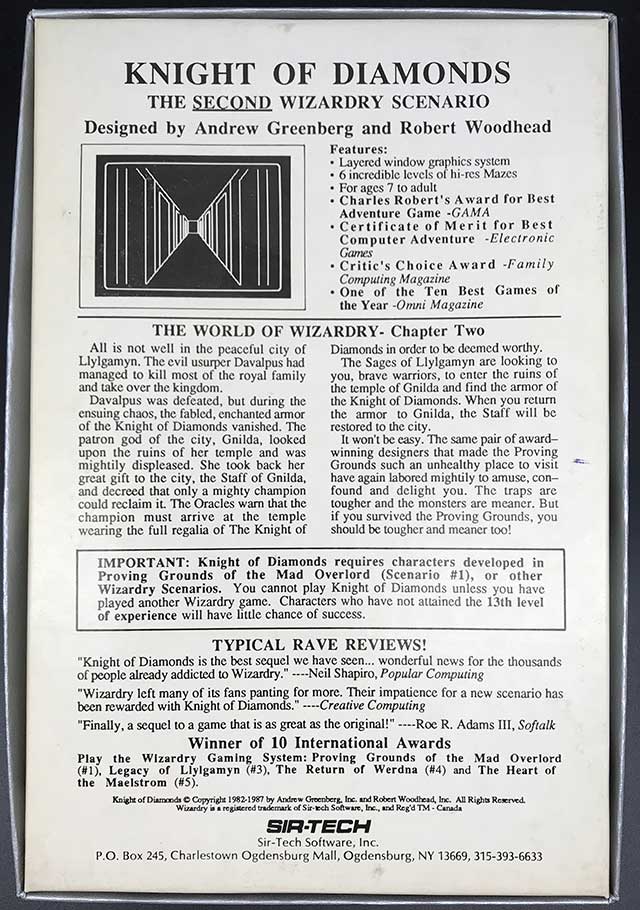 KNIGHT OF DIAMONDS
THE SECOND WIZARDRY SCENARIO
Designed by Andrew Greenberg and Robert Woodhead
Features:
• Layered window graphics system
• 6 incredible levels of hi-res Mazes
• For ages 7 to adult
• Charles Robert's Award for Best
Adventure Game -GAMA
• Certificate of Merit for Best
Computer Adventure -Electronic
Games
• Critic's Choice Award -Family
Computing Magazine
• One of the Ten Best Games of
the Year -Omni Magazine
THE WORLD OF WIZARDRY- Chapter Two
All is not well in the peaceful city of
Llylgamyn. The evil usurper Davalpus had
managed to kill most of the royal family
and take over the kingdom.
Davalpus was defeated, but during the
ensuing chaos, the fabled, enchanted armor
of the Knight of Diamonds vanished. The
patron god of the city, Gnilda, looked
upon the ruins of her temple and was
mightily displeased. She took back her
great gift to the city, the Staff of Gnilda,
and decreed that only a mighty champion
could reclaim it. The Oracles warn that the
champion must arrive at the temple
wearing the full regalia of The Knight of
Diamonds in order to be deemed worthy.
The Sages of Llylgamyn are looking to
you, brave warriors, to enter the ruins of
the temple of Gnilda and find the armor of
the Knight of Diamonds. When you return
the armor to Gnilda, the Staff will be
restored to the city.
It won't be easy. The same pair of award–
winning designers that made the Proving
Grounds such an unhealthy place to visit
have again labored mightily to amuse, con–
found and delight you. The traps are
tougher and the monsters are meaner. But
if you survived the Proving Grounds, you
should be tougher and meaner too!
IMPORTANT: Knight of Diamonds requires characters developed in
Proving Grounds of the Mad Overlord (Scenario #1), or other
Wizardry Scenarios. You cannot play Knight of Diamonds unless you have
played another Wizardry game. Characters who have not attained the 13th level
of experience will have little chance of success.
TYPICAL RAVE REVIEWS!
"Knight of Diamonds is the best sequel we have seen... wonderful news for the thousands
of people already addicted to Wizardry." ----Neil Shapiro, Popular Computing
"Wizardry left many of its fans panting for more. Their impatience for a new scenario has
been rewarded with Knight of Diamonds." ----Creative Computing
"Finally, a sequel to a game that is as great as the original!" ----Roe R. Adams III, Softalk
Winner of 10 International Awards
Play the Wizardry Gaming System: Proving Grounds of the Mad Overlord
(#1), Legacy of Llylgamyn (#3), The Return of Werdna (#4) and The Heart of
the Maelstrom (#5).
Knight of Diamonds © Copyright 1982-1987 by Andrew Greenberg, Inc. and Robert Woodhead, Inc. All Rights Reserved.
Wizardry is a registered trademark of Sir-tech Software, Inc., and Reg'd TM - Canada
SIR-TECH
Sir-Tech Software, Inc.
P.O. Box 245, Charlestown Ogdensburg Mall, Ogdensburg, NY 13669, 315-393-6633